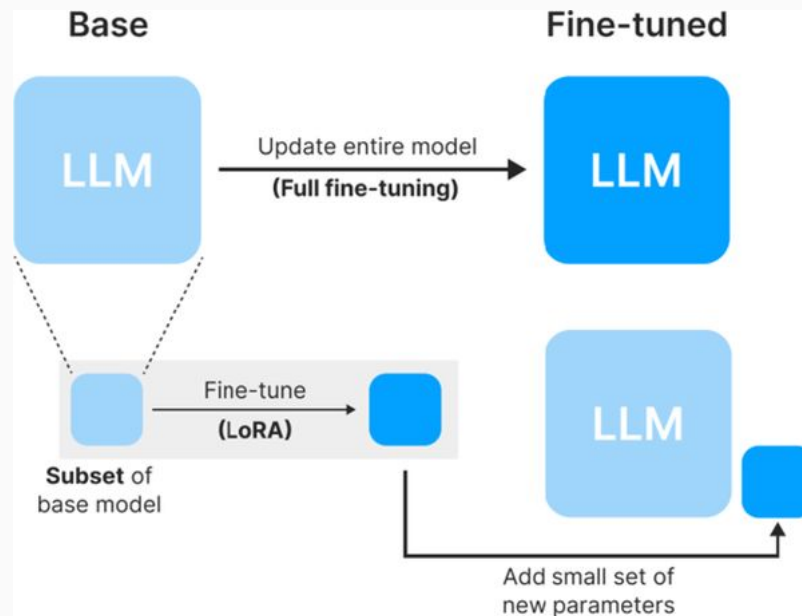 Base
Fine-tuned
LLM
Update entire model
(Full fine-tuning)
LLM
Fine-tune
(LoRA)
Subset of
base model
LLM
Add small set of
new parameters